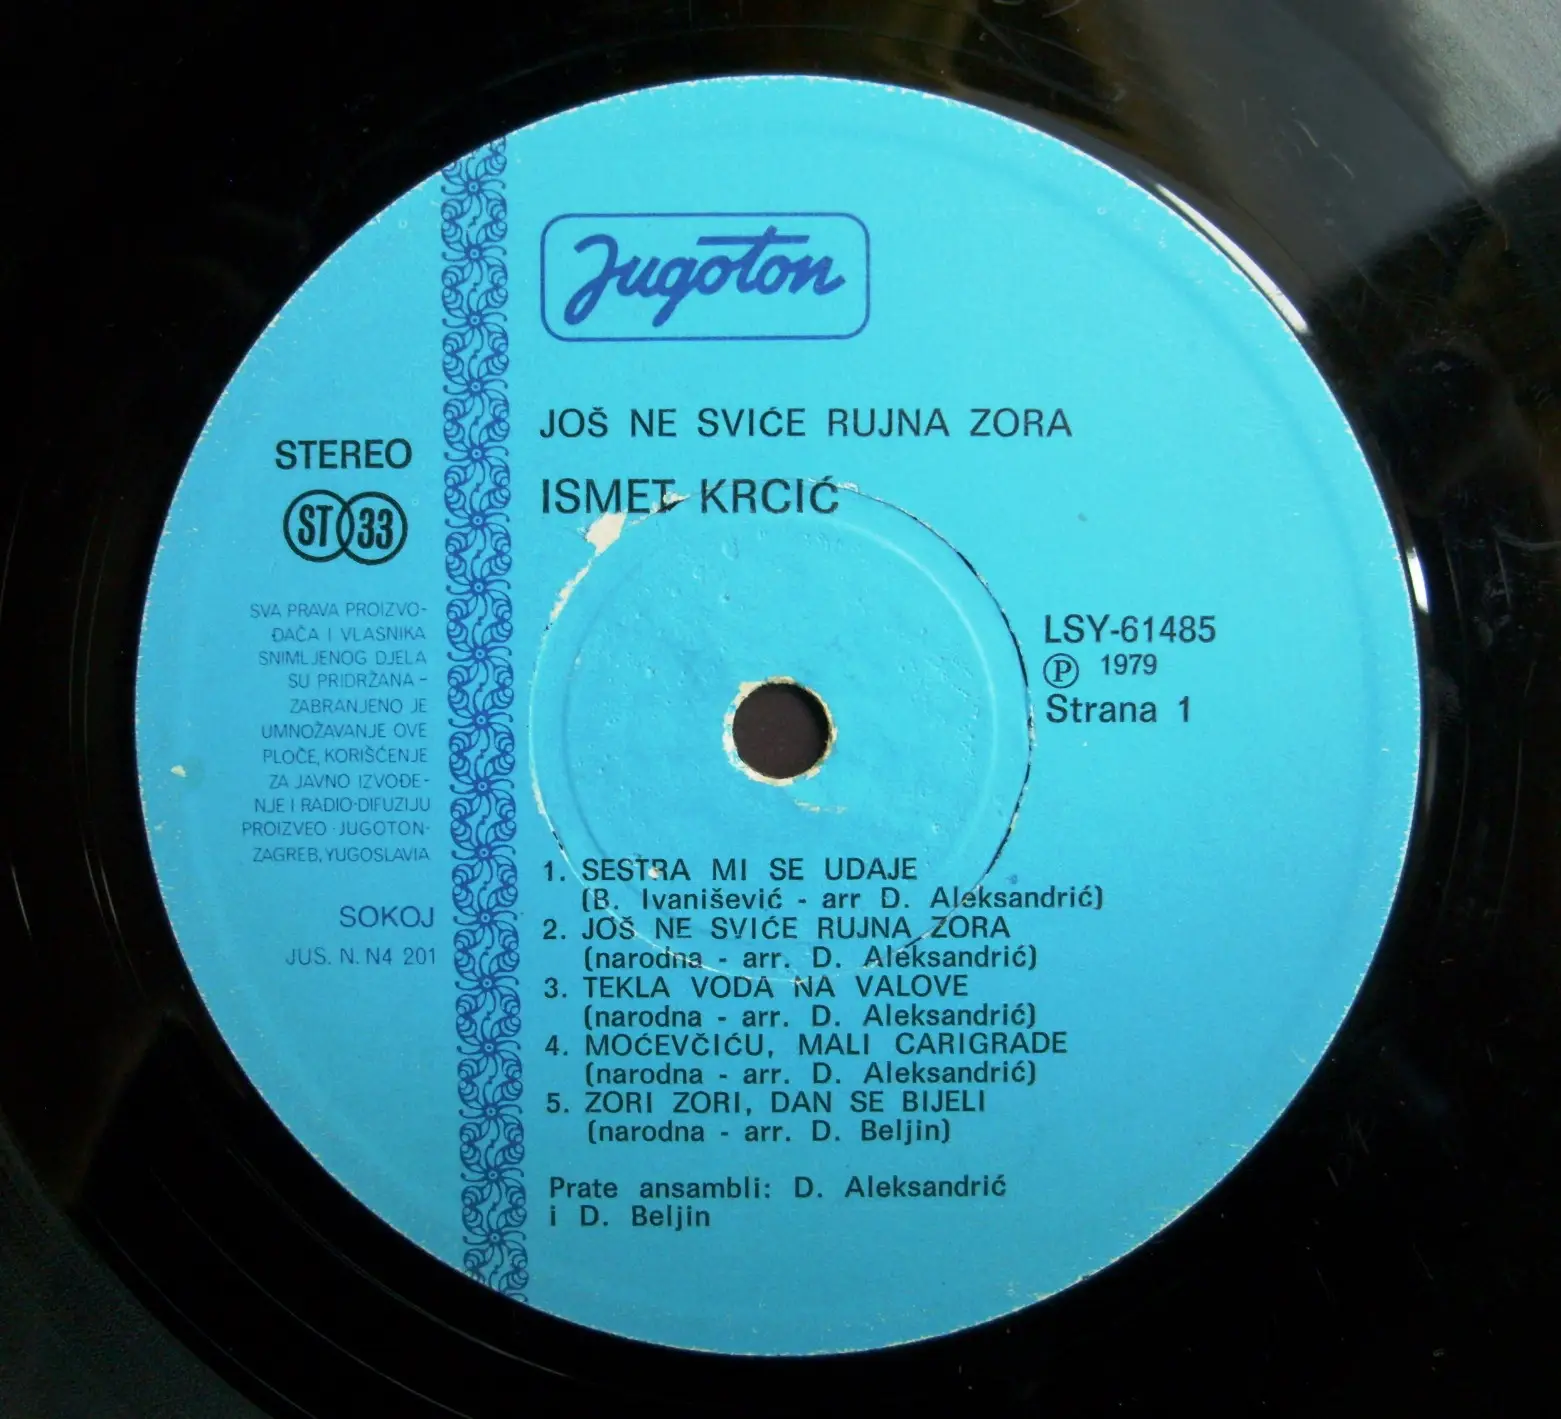 Jugoton
JOŠ NE SVIĆE RUJNA ZORA
ISMET KRCIĆ
STEREO
ST 33
SVA PRAVA PROIZVO-
ĐAČA I VLASNIKA
SNIMLJENOG DJELA
SU PRIDRŽANA -
ZABRANJENO JE
UMNOŽAVANJE OVE
PLOČE, KORIŠĆENJE
ZA JAVNO IZVOĐE-
NJE I RADIO-DIFUZIJU
PROIZVEO · JUGOTON·
ZAGREB, YUGOSLAVIA
SOKOJ
JUS. N. N4 201
LSY-61485
Ⓟ 1979
Strana 1
1. SESTRA MI SE UDAJE
(B. Ivanišević - arr D. Aleksandrić)
2. JOŠ NE SVIĆE RUJNA ZORA
(narodna - arr. D. Aleksandrić)
3. TEKLA VODA NA VALOVE
(narodna - arr. D. Aleksandrić)
4. MOĆEVČIĆU, MALI CARIGRADE
(narodna - arr. D. Aleksandrić)
5. ZORI ZORI, DAN SE BIJELI
(narodna - arr. D. Beljin)
Prate ansambli: D. Aleksandrić
i D. Beljin